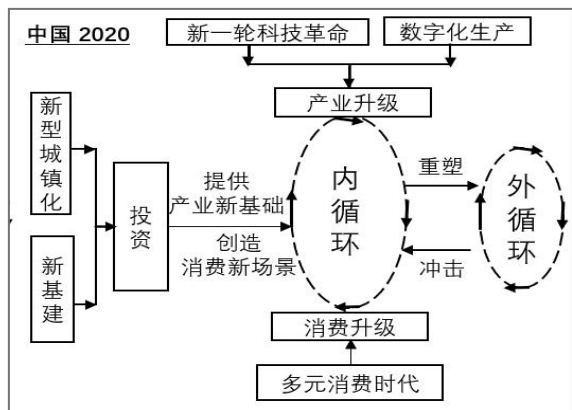 中国 2020
新一轮科技革命
数字化生产
产业升级
新型城镇化
新基建
投资
提供
产业新基础
创造
消费新场景
内循环
重塑
冲击
外循环
消费升级
多元消费时代